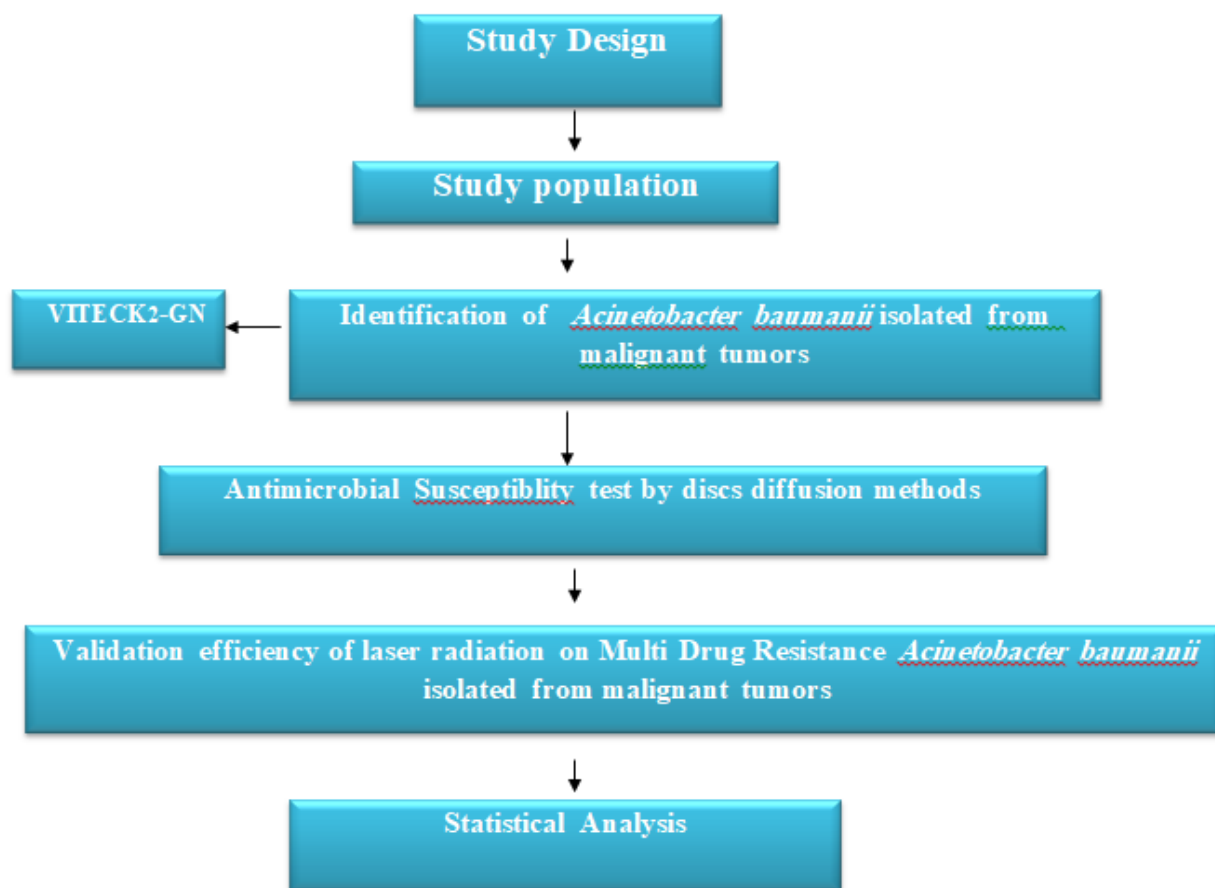 Study Design
Study population
VITECK2-GN
Identification of Acinetobacter baumanii isolated from
malignant tumors
Antimicrobial Susceptiblity test by discs diffusion methods
Validation efficiency of laser radiation on Multi Drug Resistance Acinetobacter baumanii
isolated from malignant tumors
Statistical Analysis